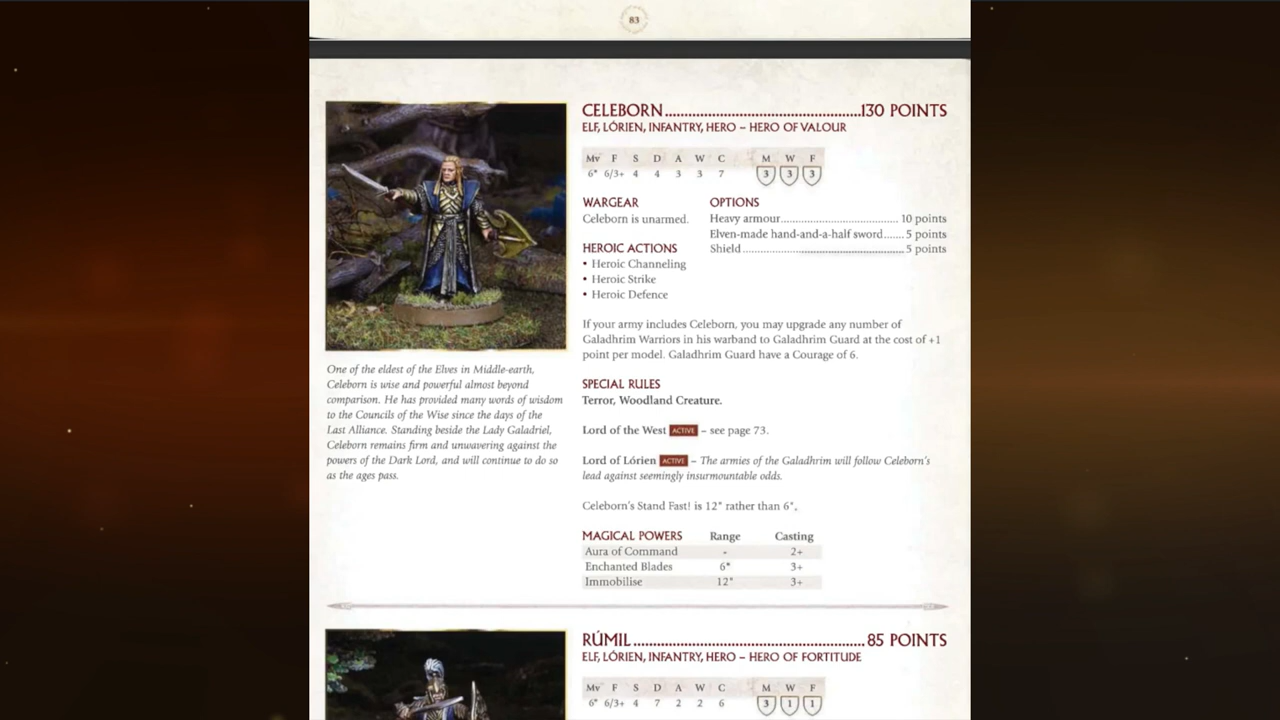 83
CELEBORN..................................................130 POINTS
ELF, LÓRIEN, INFANTRY, HERO – HERO OF VALOUR
Mv F S D A W C M W F
6" 6/3+ 4 4 3 3 7 3 3 3
WARGEAR
Celeborn is unarmed.
HEROIC ACTIONS
• Heroic Channeling
• Heroic Strike
• Heroic Defence
OPTIONS
Heavy armour.................................... 10 points
Elven-made hand-and-a-half sword....... 5 points
Shield .................................................. 5 points
If your army includes Celeborn, you may upgrade any number of
Galadhrim Warriors in his warband to Galadhrim Guard at the cost of +1
point per model. Galadhrim Guard have a Courage of 6.
SPECIAL RULES
Terror, Woodland Creature.
Lord of the West ACTIVE – see page 73.
Lord of Lórien ACTIVE – The armies of the Galadhrim will follow Celeborn's
lead against seemingly insurmountable odds.
Celeborn's Stand Fast! is 12" rather than 6".
MAGICAL POWERS Range Casting
Aura of Command - 2+
Enchanted Blades 6" 3+
Immobilise 12" 3+
One of the eldest of the Elves in Middle-earth,
Celeborn is wise and powerful almost beyond
comparison. He has provided many words of wisdom
to the Councils of the Wise since the days of the
Last Alliance. Standing beside the Lady Galadriel,
Celeborn remains firm and unwavering against the
powers of the Dark Lord, and will continue to do so
as the ages pass.
RÚMIL ...........................................................85 POINTS
ELF, LÓRIEN, INFANTRY, HERO – HERO OF FORTITUDE
Mv F S D A W C M W F
6" 6/3+ 4 7 2 2 6 3 1 1